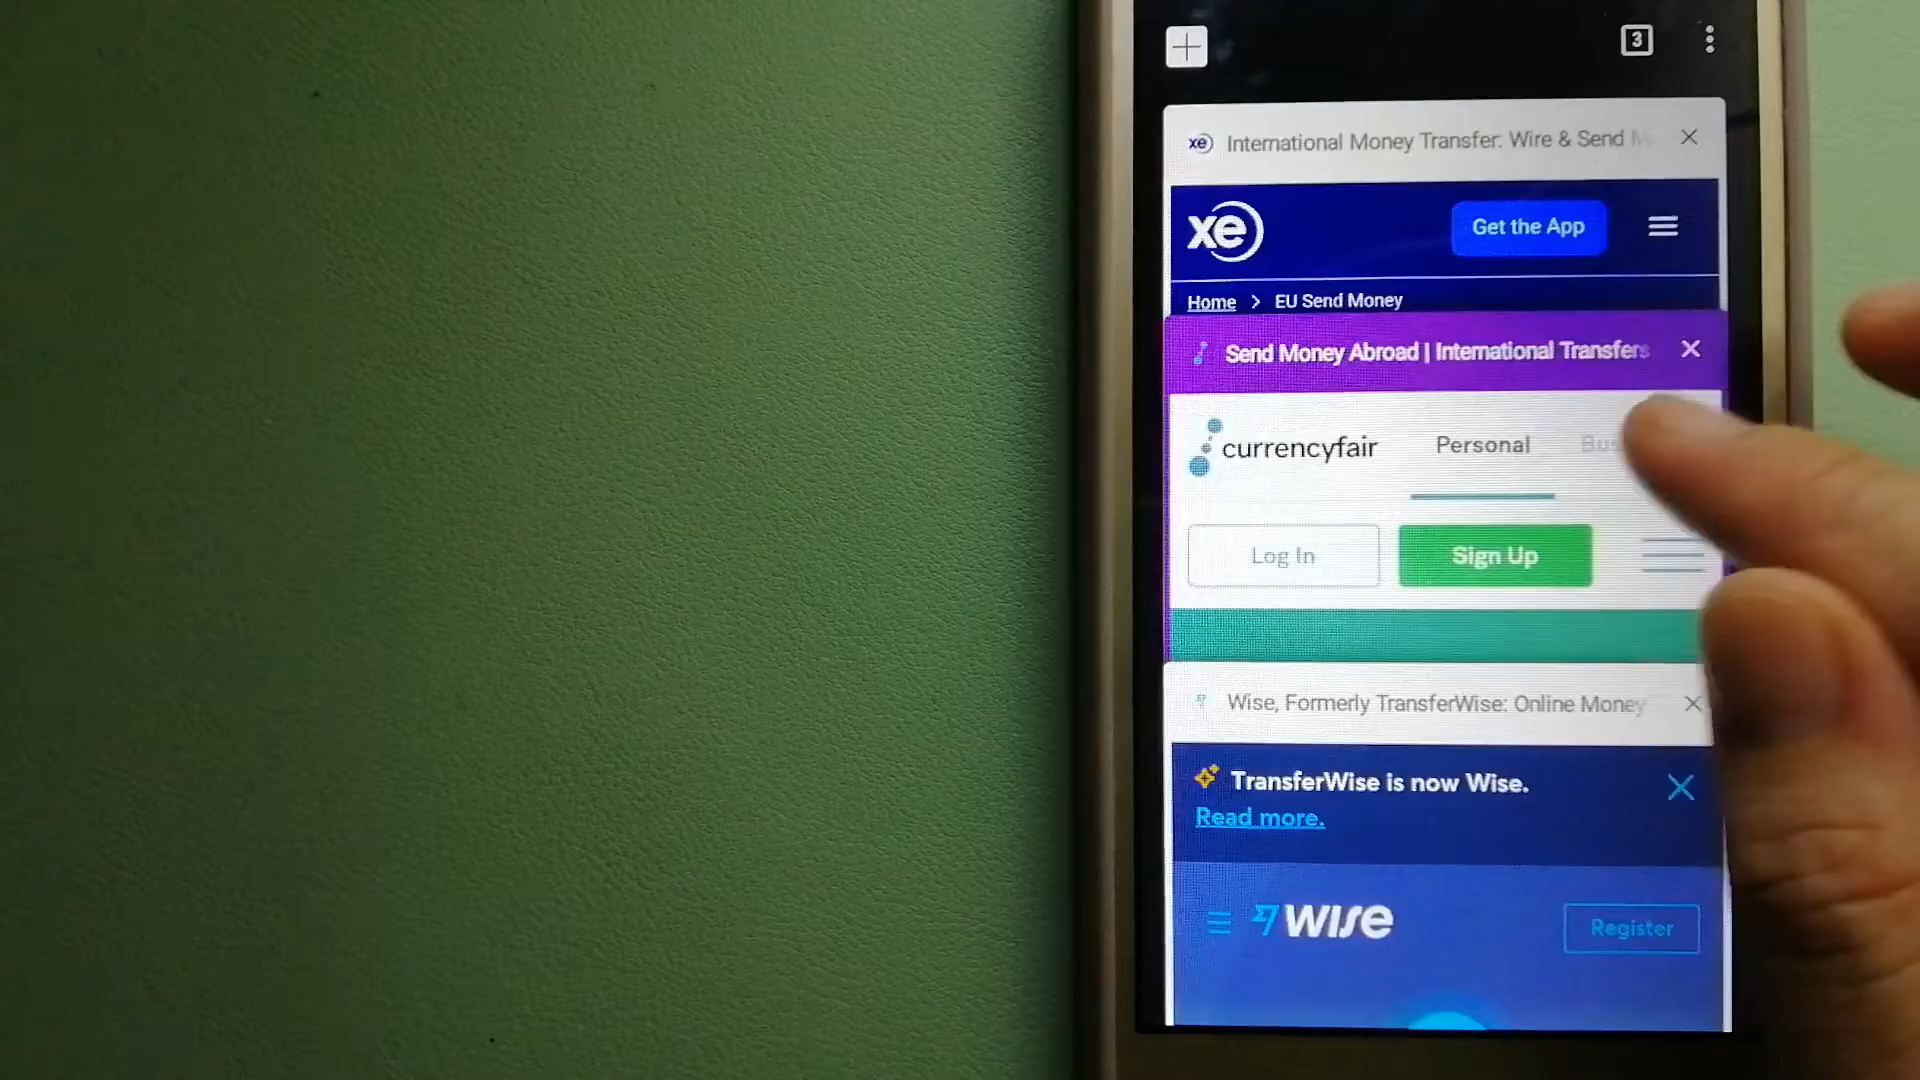 3
xe International Money Transfer: Wire & Send
xe Get the App
Home > EU Send Money
Send Money Abroad | International Transfers
currencyfair Personal
Log In Sign Up
Wise, Formerly TransferWise: Online Money
TransferWise is now Wise.
Read more.
WISE Register